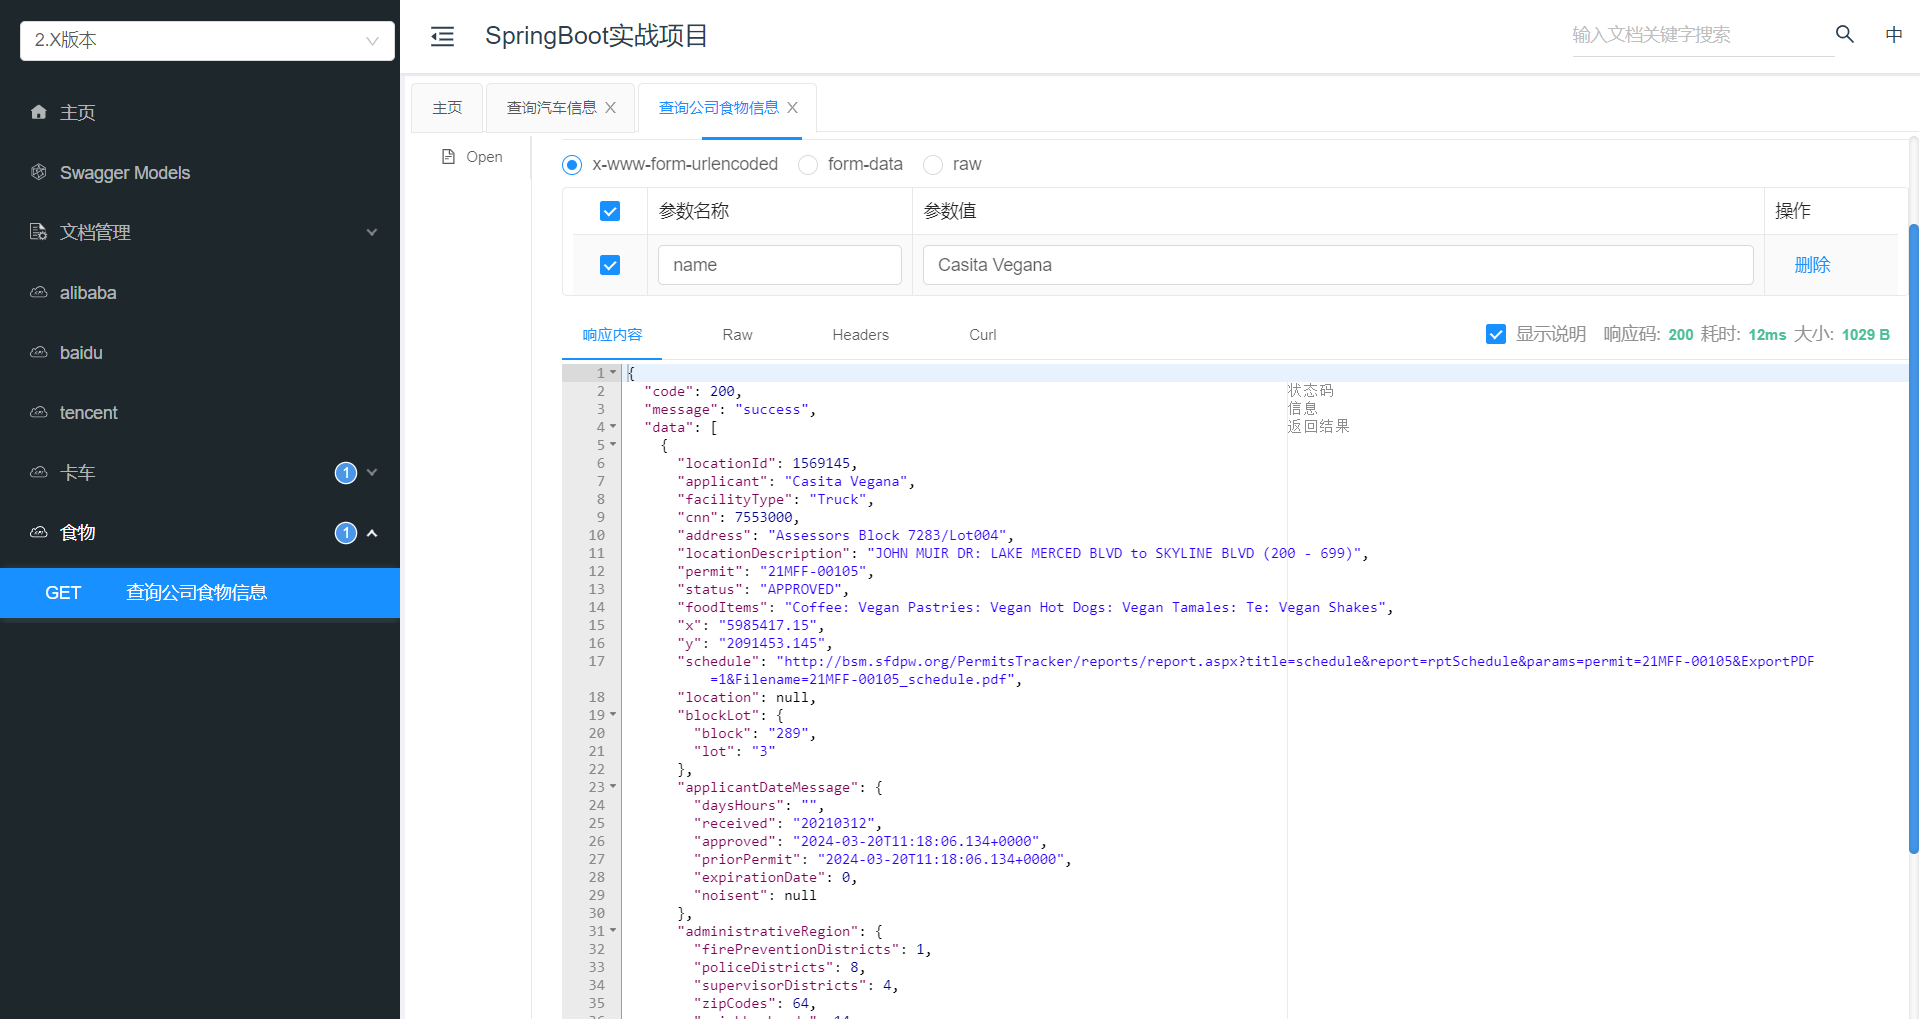 2.X版本
主页
Swagger Models
文档管理
alibaba
baidu
tencent
卡车 1
食物 1
GET 查询公司食物信息
SpringBoot实战项目
输入文档关键字搜索
中
主页
查询汽车信息
查询公司食物信息
Open
x-www-form-urlencoded form-data raw
参数名称 参数值 操作
name Casita Vegana 删除
响应内容 Raw Headers Curl
显示说明 响应码: 200 耗时: 12ms 大小: 1029 B
1 {
2 "code": 200, 状态码
3 "message": "success", 信息
4 "data": [ 返回结果
5 {
6 "locationId": 1569145,
7 "applicant": "Casita Vegana",
8 "facilityType": "Truck",
9 "cnn": 7553000,
10 "address": "Assessors Block 7283/Lot004",
11 "locationDescription": "JOHN MUIR DR: LAKE MERCED BLVD to SKYLINE BLVD (200 - 699)",
12 "permit": "21MFF-00105",
13 "status": "APPROVED",
14 "foodItems": "Coffee: Vegan Pastries: Vegan Hot Dogs: Vegan Tamales: Te: Vegan Shakes",
15 "x": "5985417.15",
16 "y": "2091453.145",
17 "schedule": "http://bsm.sfdpw.org/PermitsTracker/reports/report.aspx?title=schedule&report=rptSchedule&params=permit=21MFF-00105&ExportPDF
=1&Filename=21MFF-00105_schedule.pdf",
18 "location": null,
19 "blockLot": {
20 "block": "289",
21 "lot": "3"
22 },
23 "applicantDateMessage": {
24 "daysHours": "",
25 "received": "20210312",
26 "approved": "2024-03-20T11:18:06.134+0000",
27 "priorPermit": "2024-03-20T11:18:06.134+0000",
28 "expirationDate": 0,
29 "noisent": null
30 },
31 "administrativeRegion": {
32 "firePreventionDistricts": 1,
33 "policeDistricts": 8,
34 "supervisorDistricts": 4,
35 "zipCodes": 64,